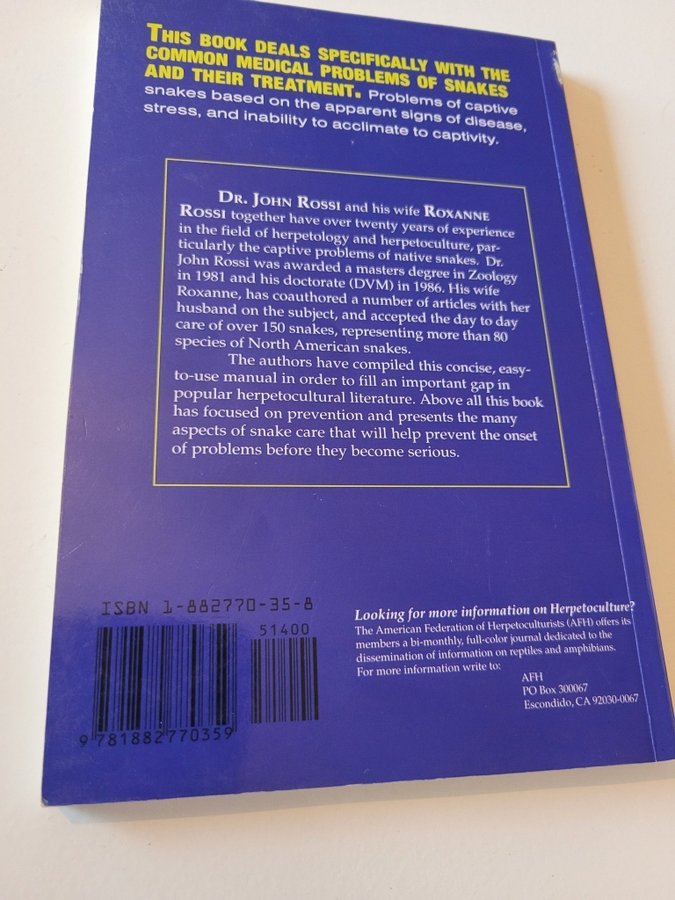 THIS BOOK DEALS SPECIFICALLY WITH THE
COMMON MEDICAL PROBLEMS OF SNAKES
AND THEIR TREATMENT. Problems of captive
snakes based on the apparent signs of disease,
stress, and inability to acclimate to captivity.
DR. JOHN ROSSI and his wife ROXANNE
ROSSI together have over twenty years of experience
in the field of herpetology and herpetoculture, par-
ticularly the captive problems of native snakes. Dr.
John Rossi was awarded a masters degree in Zoology
in 1981 and his doctorate (DVM) in 1986. His wife
Roxanne, has coauthored a number of articles with her
husband on the subject, and accepted the day to day
care of over 150 snakes, representing more than 80
species of North American snakes.
The authors have compiled this concise, easy-
to-use manual in order to fill an important gap in
popular herpetocultural literature. Above all this book
has focused on prevention and presents the many
aspects of snake care that will help prevent the onset
of problems before they become serious.
ISBN 1-882770-35-8
51400
9 781882 770359
Looking for more information on Herpetoculture?
The American Federation of Herpetoculturists (AFH) offers its
members a bi-monthly, full-color journal dedicated to the
dissemination of information on reptiles and amphibians.
For more information write to:
AFH
PO Box 300067
Escondido, CA 92030-0067